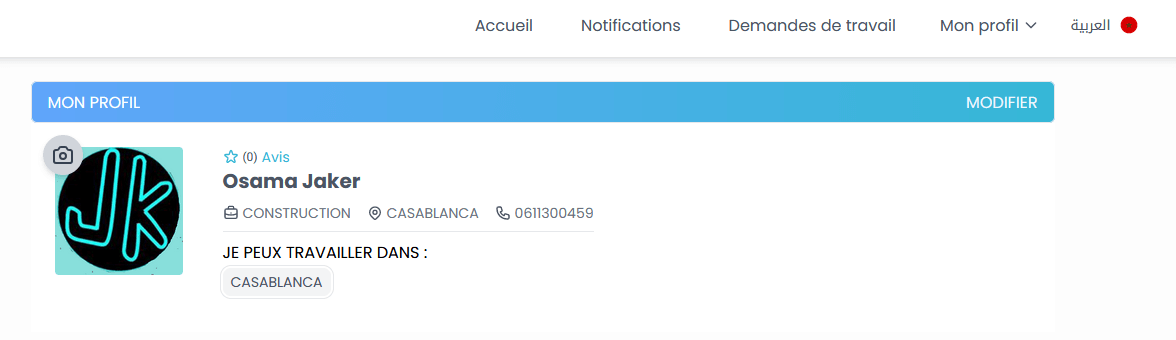 Accueil Notifications Demandes de travail Mon profil العربية
MON PROFIL MODIFIER
JK
(0) Avis
Osama Jaker
CONSTRUCTION CASABLANCA 0611300459
JE PEUX TRAVAILLER DANS :
CASABLANCA